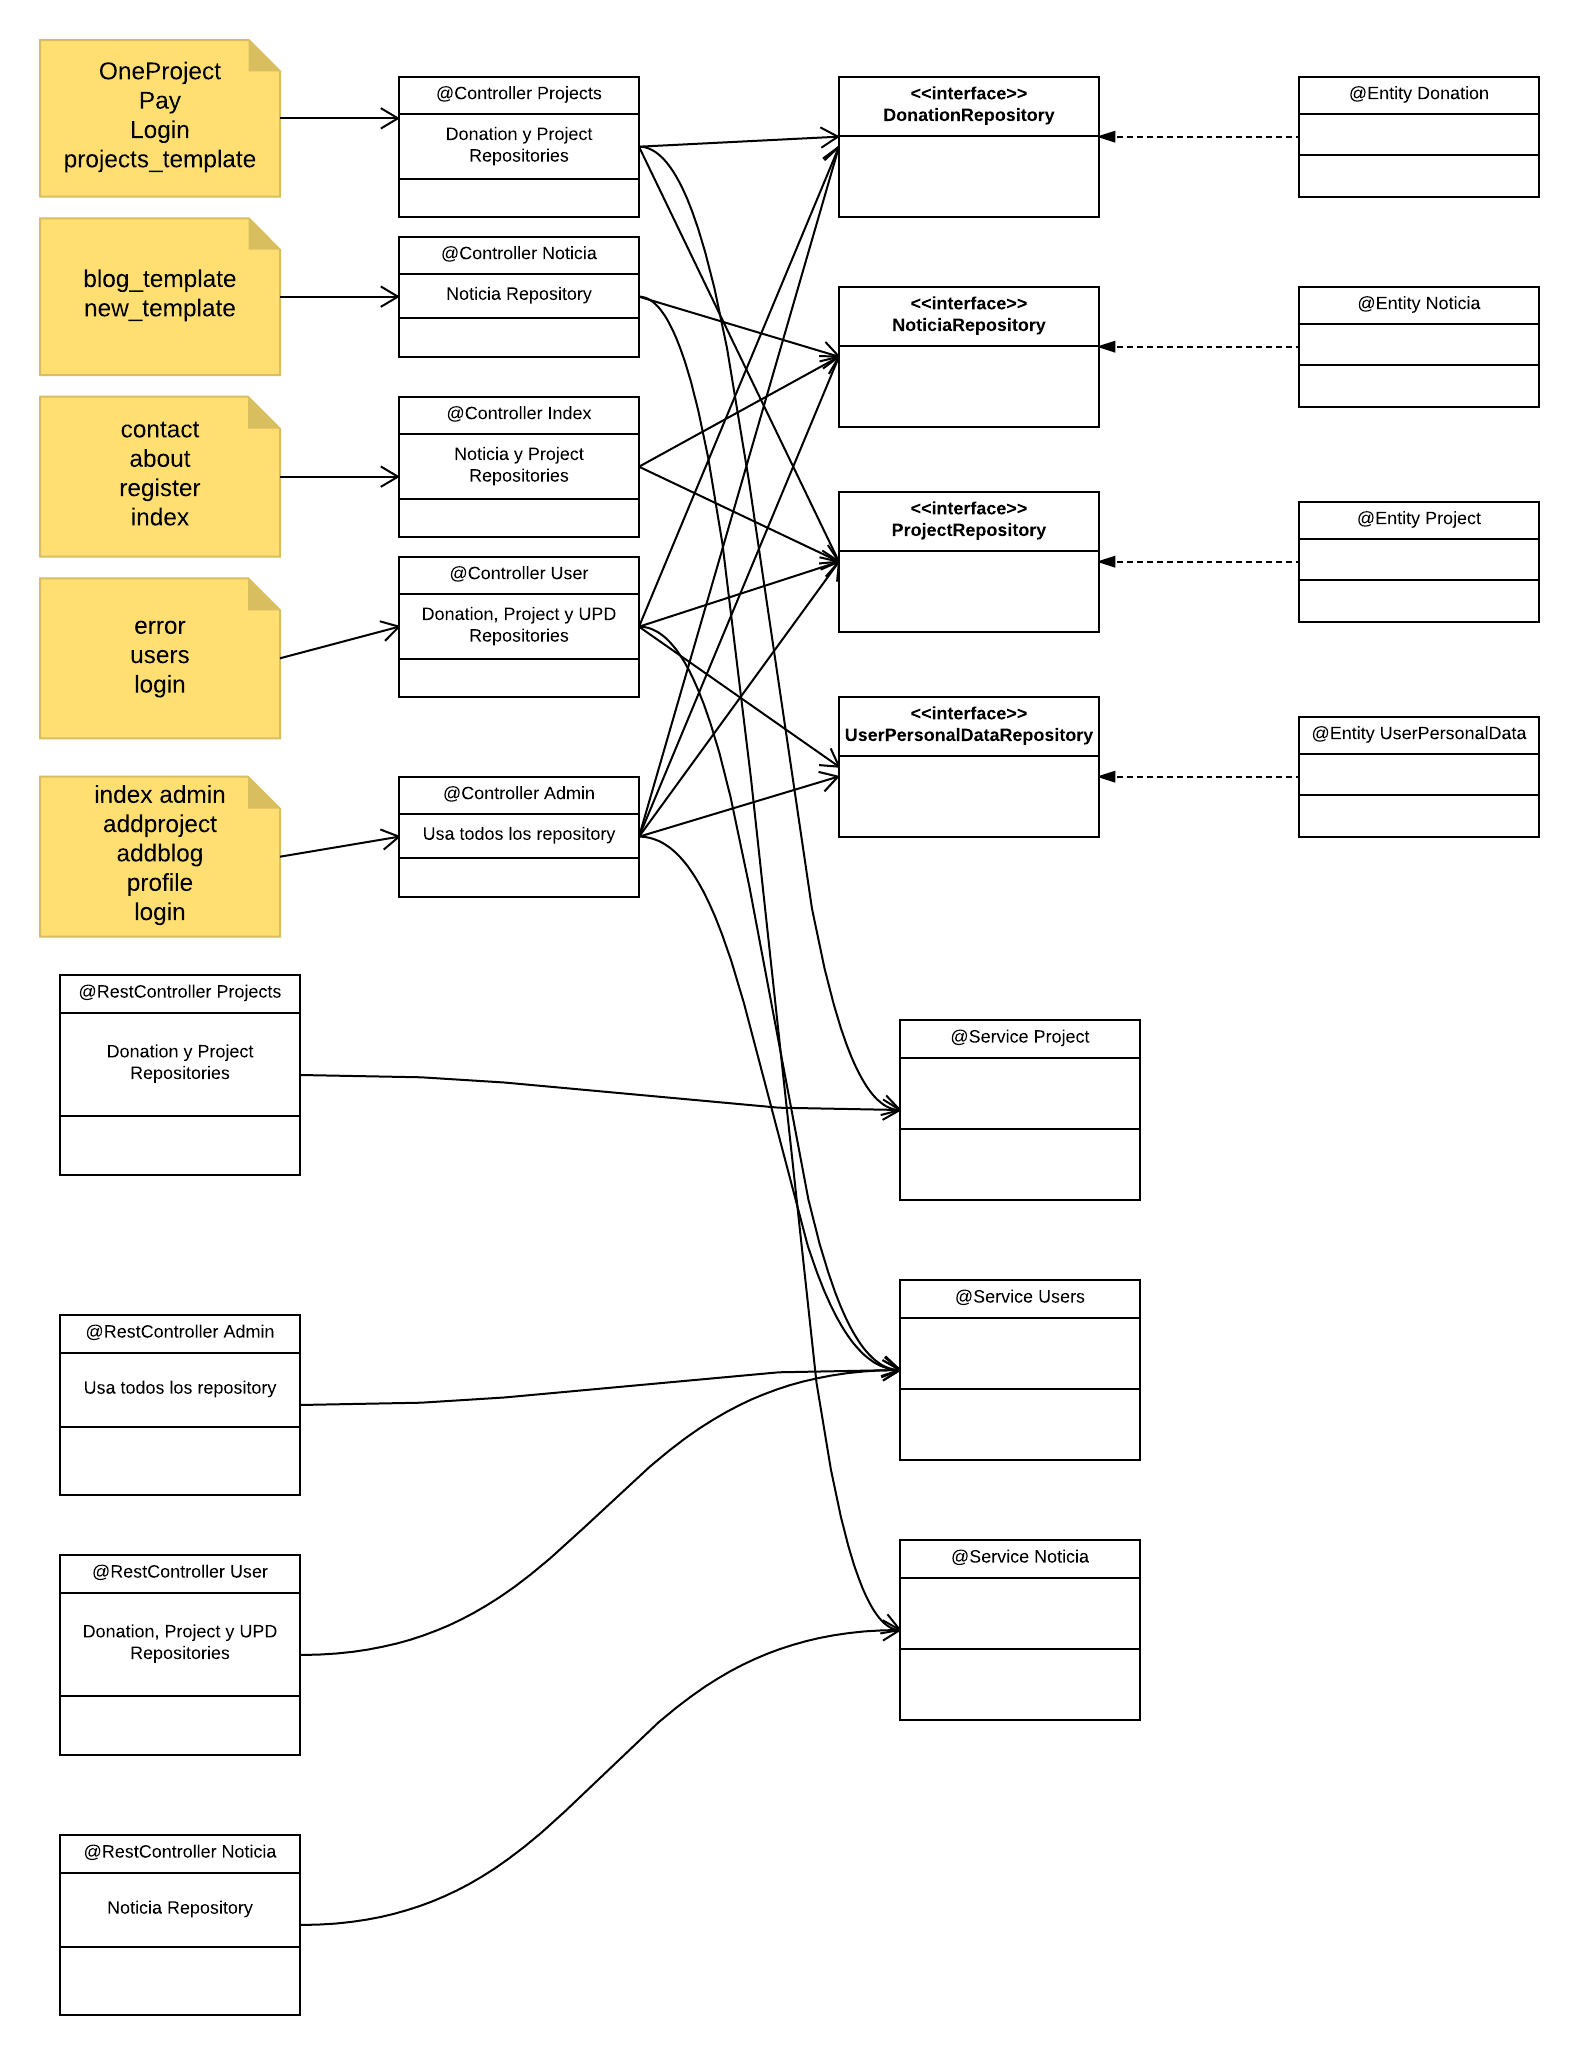 OneProject
Pay
Login
projects_template
@Controller Projects
Donation y Project
Repositories
<<interface>>
DonationRepository
@Entity Donation
blog_template
new_template
@Controller Noticia
Noticia Repository
<<interface>>
NoticiaRepository
@Entity Noticia
contact
about
register
index
@Controller Index
Noticia y Project
Repositories
<<interface>>
ProjectRepository
@Entity Project
error
users
login
@Controller User
Donation, Project y UPD
Repositories
<<interface>>
UserPersonalDataRepository
@Entity UserPersonalData
index admin
addproject
addblog
profile
login
@Controller Admin
Usa todos los repository
@RestController Projects
Donation y Project
Repositories
@Service Project
@RestController Admin
Usa todos los repository
@Service Users
@RestController User
Donation, Project y UPD
Repositories
@Service Noticia
@RestController Noticia
Noticia Repository